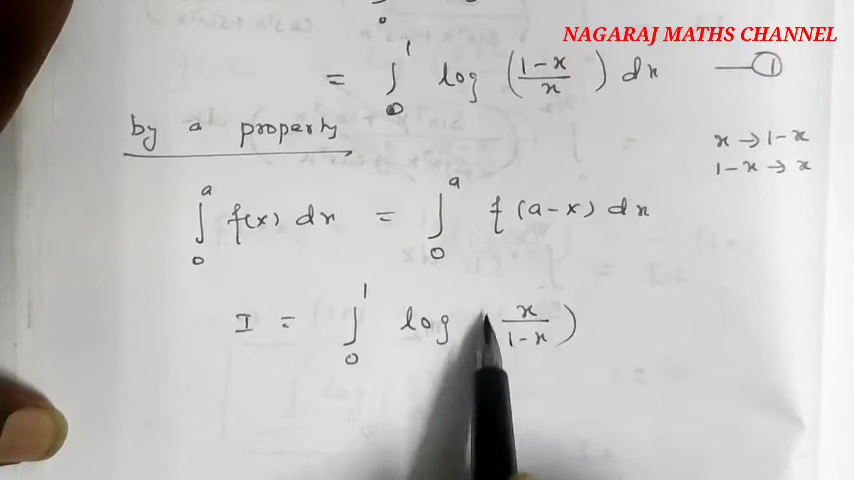 NAGARAJ MATHS CHANNEL
= ∫₀¹ log (1-x/x) dx —①
by a property
x → 1-x
1-x → x
∫₀ᵃ f(x) dx = ∫₀ᵃ f(a-x) dx
I = ∫₀¹ log x/1-x)